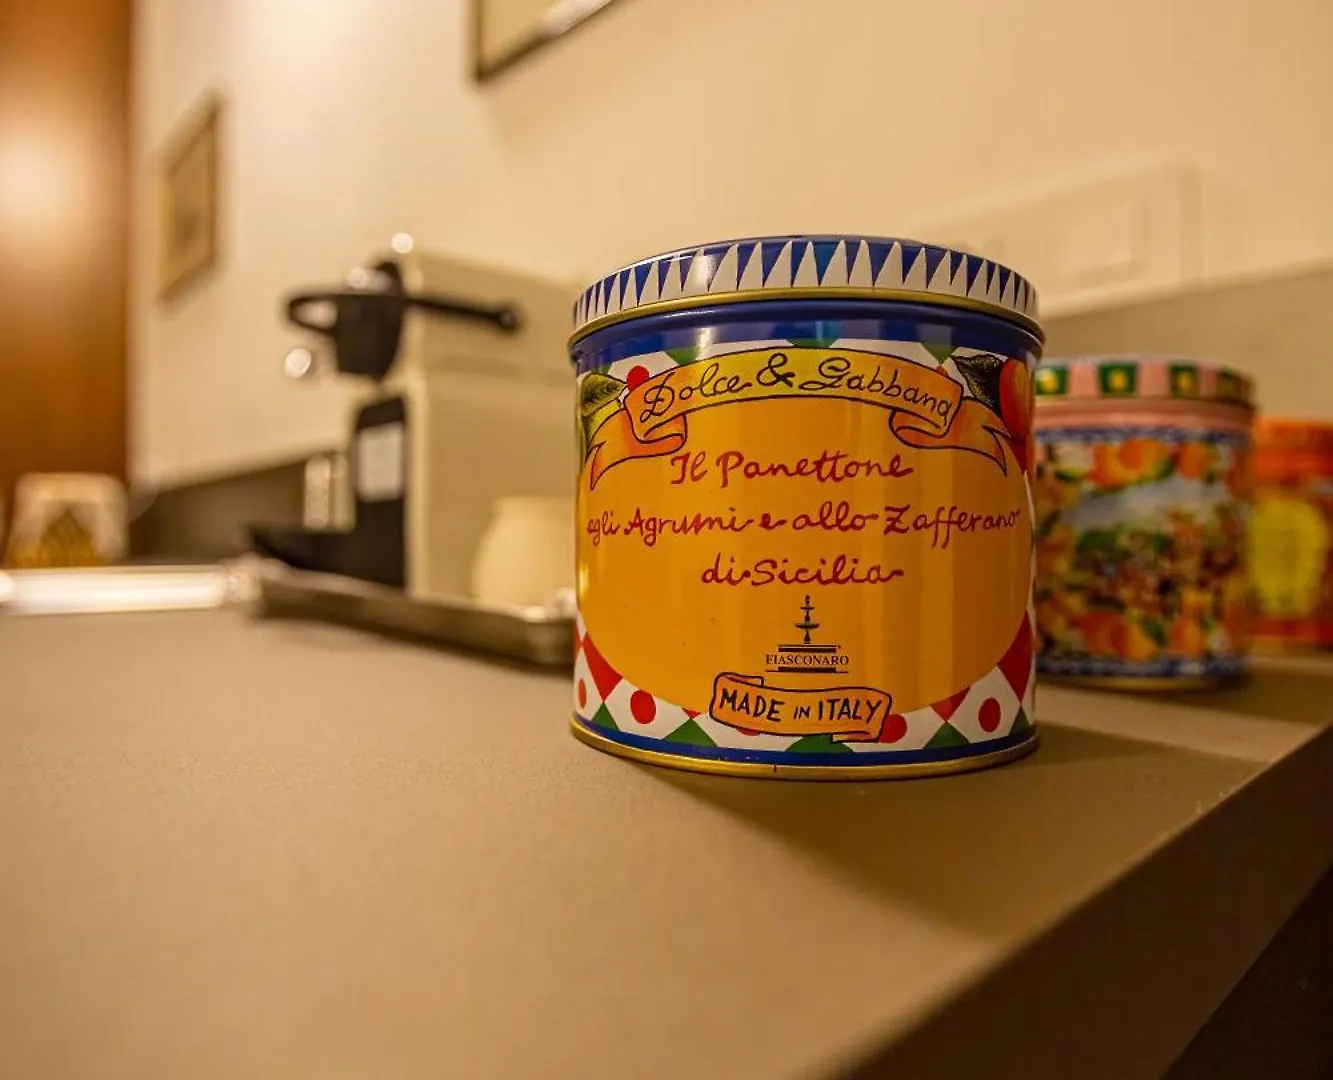 Dolce & Gabbana
Il Panettone
agli Agrumi e allo Zafferano
di Sicilia
FIASCONARO
MADE IN ITALY